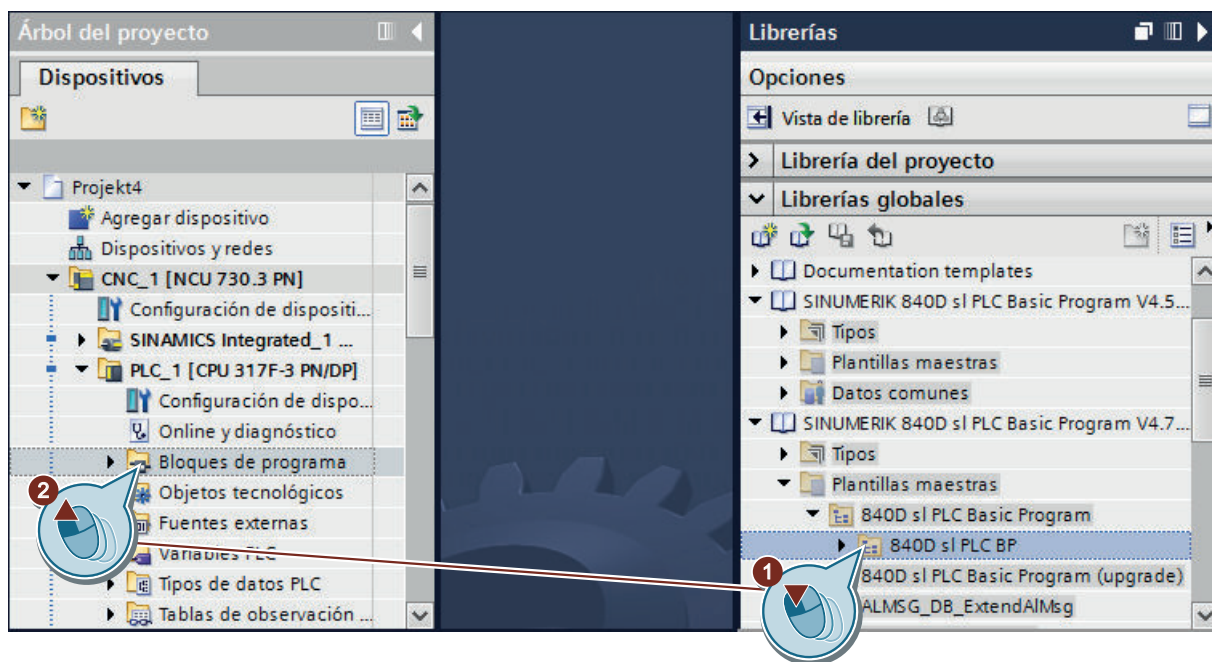 Árbol del proyecto
Dispositivos
Projekt4
Agregar dispositivo
Dispositivos y redes
CNC_1 [NCU 730.3 PN]
Configuración de dispositi...
SINAMICS Integrated_1 ...
PLC_1 [CPU 317F-3 PN/DP]
Configuración de dispo...
Online y diagnóstico
Bloques de programa
2
Objetos tecnológicos
Fuentes externas
Variables PLC
Tipos de datos PLC
Tablas de observación ...
Librerías
Opciones
Vista de librería
Librería del proyecto
Librerías globales
Documentation templates
SINUMERIK 840D sl PLC Basic Program V4.5...
Tipos
Plantillas maestras
Datos comunes
SINUMERIK 840D sl PLC Basic Program V4.7...
Tipos
Plantillas maestras
840D sl PLC Basic Program
840D sl PLC BP
1
840D sl PLC Basic Program (upgrade)
ALMSG_DB_ExtendAlMsg